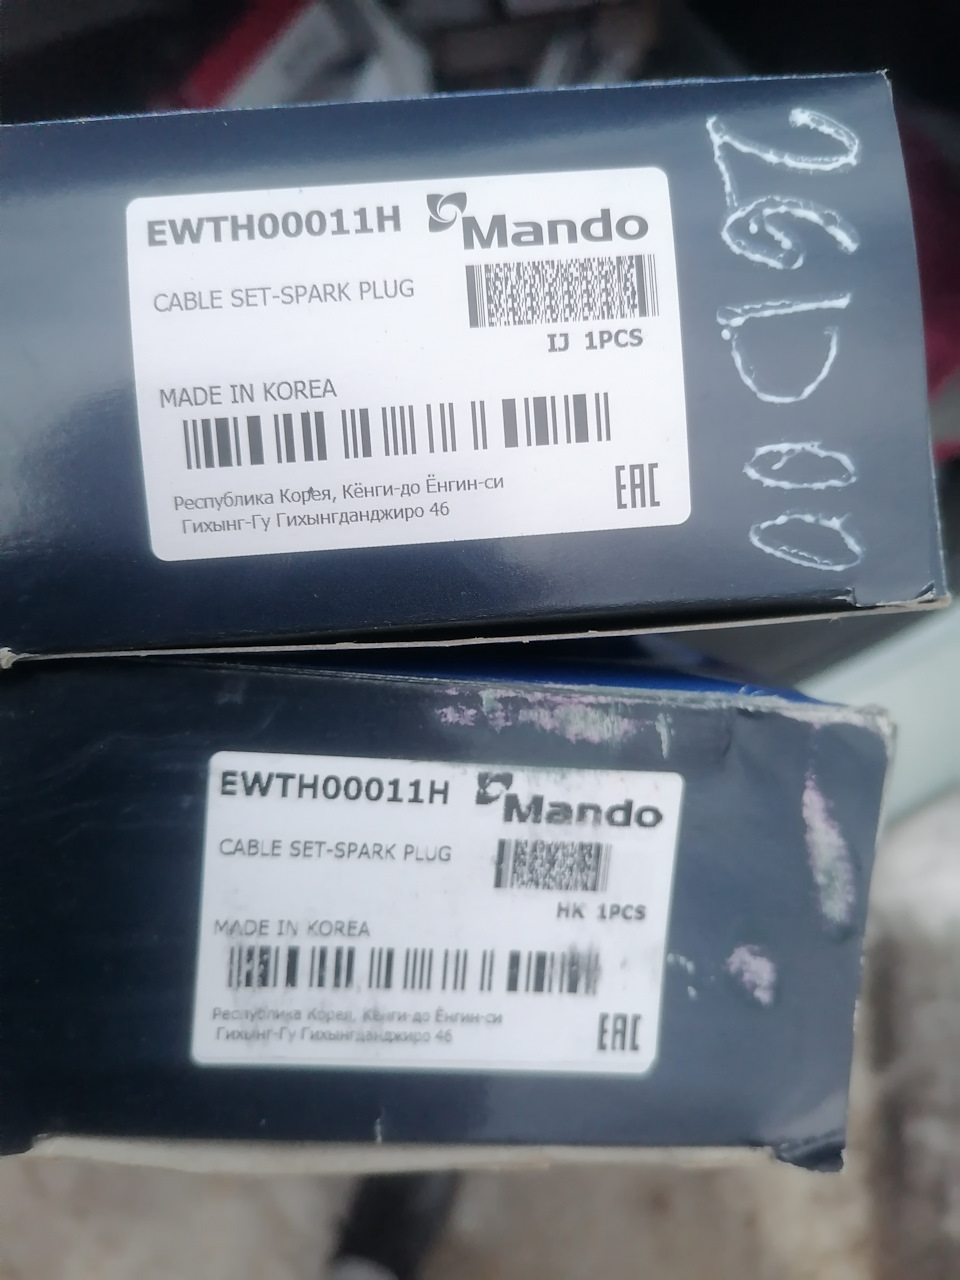 EWTH00011H Mando
CABLE SET-SPARK PLUG
IJ 1PCS
MADE IN KOREA
Республика Корея, Кёнги-до Ёнгин-си
Гихынг-Гу Гихынгданджиро 46
EAC
26D00
EWTH00011H Mando
CABLE SET-SPARK PLUG
HK 1PCS
MADE IN KOREA
Республика Корея, Кёнги-до Ёнгин-си
Гихынг-Гу Гихынгданджиро 46
EAC